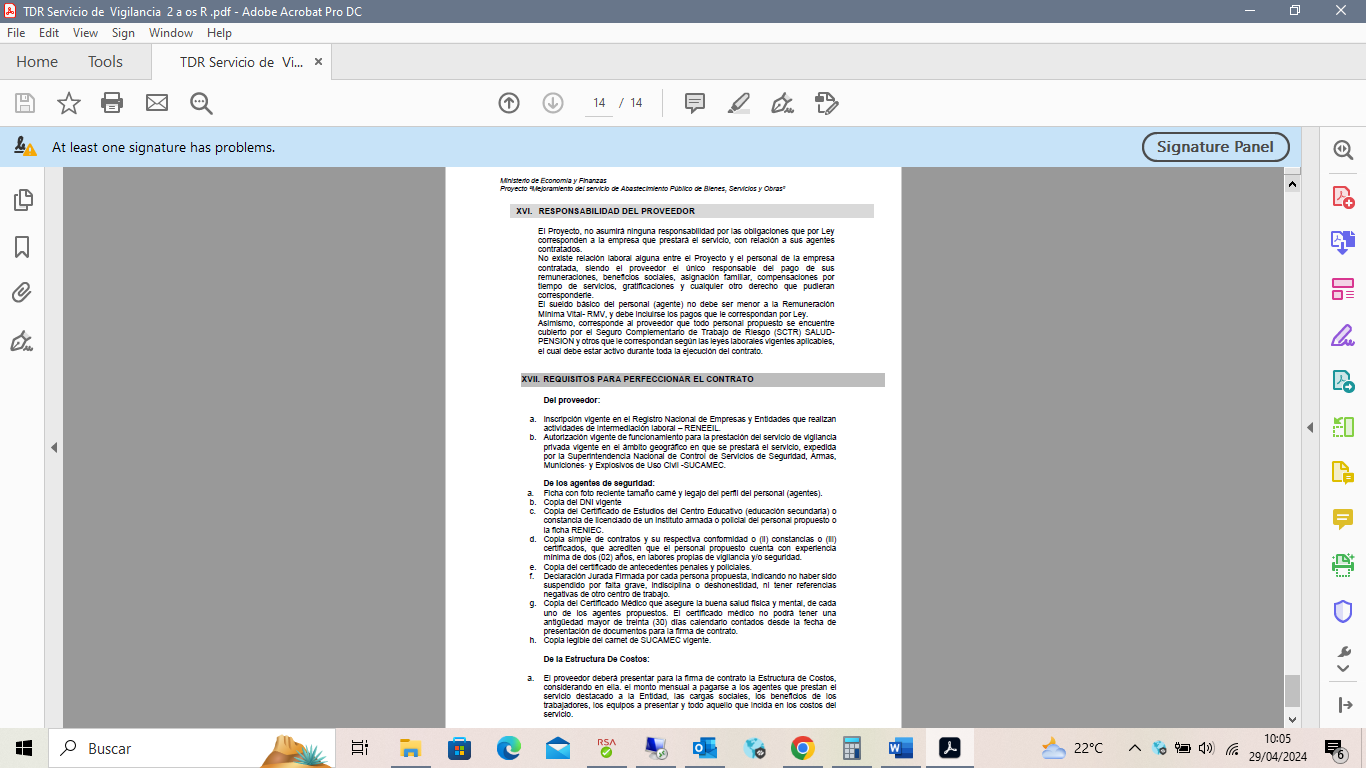 TDR Servicio de  Vigilancia  2 a os R .pdf - Adobe Acrobat Pro DC
File Edit View Sign Window Help
Home Tools TDR Servicio de Vi... ×
14 / 14
At least one signature has problems.
Signature Panel
Ministerio de Economía y Finanzas
Proyecto "Mejoramiento del servicio de Abastecimiento Público de Bienes, Servicios y Obras"
XVI. RESPONSABILIDAD DEL PROVEEDOR
El Proyecto, no asumirá ninguna responsabilidad por las obligaciones que por Ley
corresponden a la empresa que prestará el servicio, con relación a sus agentes
contratados.
No existe relación laboral alguna entre el Proyecto y el personal de la empresa
contratada, siendo el proveedor el único responsable del pago de sus
remuneraciones, beneficios sociales, asignación familiar, compensaciones por
tiempo de servicios, gratificaciones y cualquier otro derecho que pudieran
corresponderle.
El sueldo básico del personal (agente) no debe ser menor a la Remuneración
Mínima Vital- RMV, y debe incluirse los pagos que le correspondan por Ley.
Asimismo, corresponde al proveedor que todo personal propuesto se encuentre
cubierto por el Seguro Complementario de Trabajo de Riesgo (SCTR) SALUD-
PENSION y otros que le correspondan según las leyes laborales vigentes aplicables,
el cual debe estar activo durante toda la ejecución del contrato.
XVII. REQUISITOS PARA PERFECCIONAR EL CONTRATO
Del proveedor:
a. Inscripción vigente en el Registro Nacional de Empresas y Entidades que realizan
actividades de intermediación laboral – RENEEIL.
b. Autorización vigente de funcionamiento para la prestación del servicio de vigilancia
privada vigente en el ámbito geográfico en que se prestará el servicio, expedida
por la Superintendencia Nacional de Control de Servicios de Seguridad, Armas,
Municiones· y Explosivos de Uso Civil -SUCAMEC.
De los agentes de seguridad:
a. Ficha con foto reciente tamaño carné y legajo del perfil del personal (agentes).
b. Copia del DNI vigente
c. Copia del Certificado de Estudios del Centro Educativo (educación secundaria) o
constancia de licenciado de un instituto armada o policial del personal propuesto o
la ficha RENIEC.
d. Copia simple de contratos y su respectiva conformidad o (ii) constancias o (iii)
certificados, que acrediten que el personal propuesto cuenta con experiencia
mínima de dos (02) años, en labores propias de vigilancia y/o seguridad.
e. Copia del certificado de antecedentes penales y policiales.
f. Declaración Jurada Firmada por cada persona propuesta, indicando no haber sido
suspendido por falta grave, indisciplina o deshonestidad, ni tener referencias
negativas de otro centro de trabajo.
g. Copia del Certificado Médico que asegure la buena salud física y mental, de cada
uno de los agentes propuestos. El certificado médico no podrá tener una
antigüedad mayor de treinta (30) días calendario contados desde la fecha de
presentación de documentos para la firma de contrato.
h. Copia legible del carnet de SUCAMEC vigente.
De la Estructura De Costos:
a. El proveedor deberá presentar para la firma de contrato la Estructura de Costos,
considerando en ella. el monto mensual a pagarse a los agentes que prestan el
servicio destacado a la Entidad, las cargas sociales, los beneficios de los
trabajadores, los equipos a presentar y todo aquello que incida en los costos del
servicio.
Buscar
RSA
22°C
10:05
29/04/2024
6